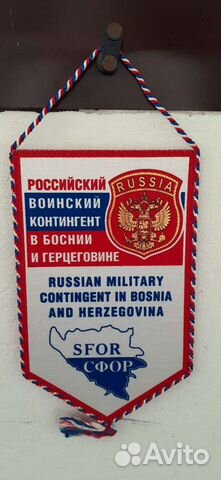 РОССИЙСКИЙ
ВОИНСКИЙ
КОНТИНГЕНТ
В БОСНИИ
И ГЕРЦЕГОВИНЕ
RUSSIA
RUSSIAN MILITARY
CONTINGENT IN BOSNIA
AND HERZEGOVINA
SFOR
СФОР
Avito